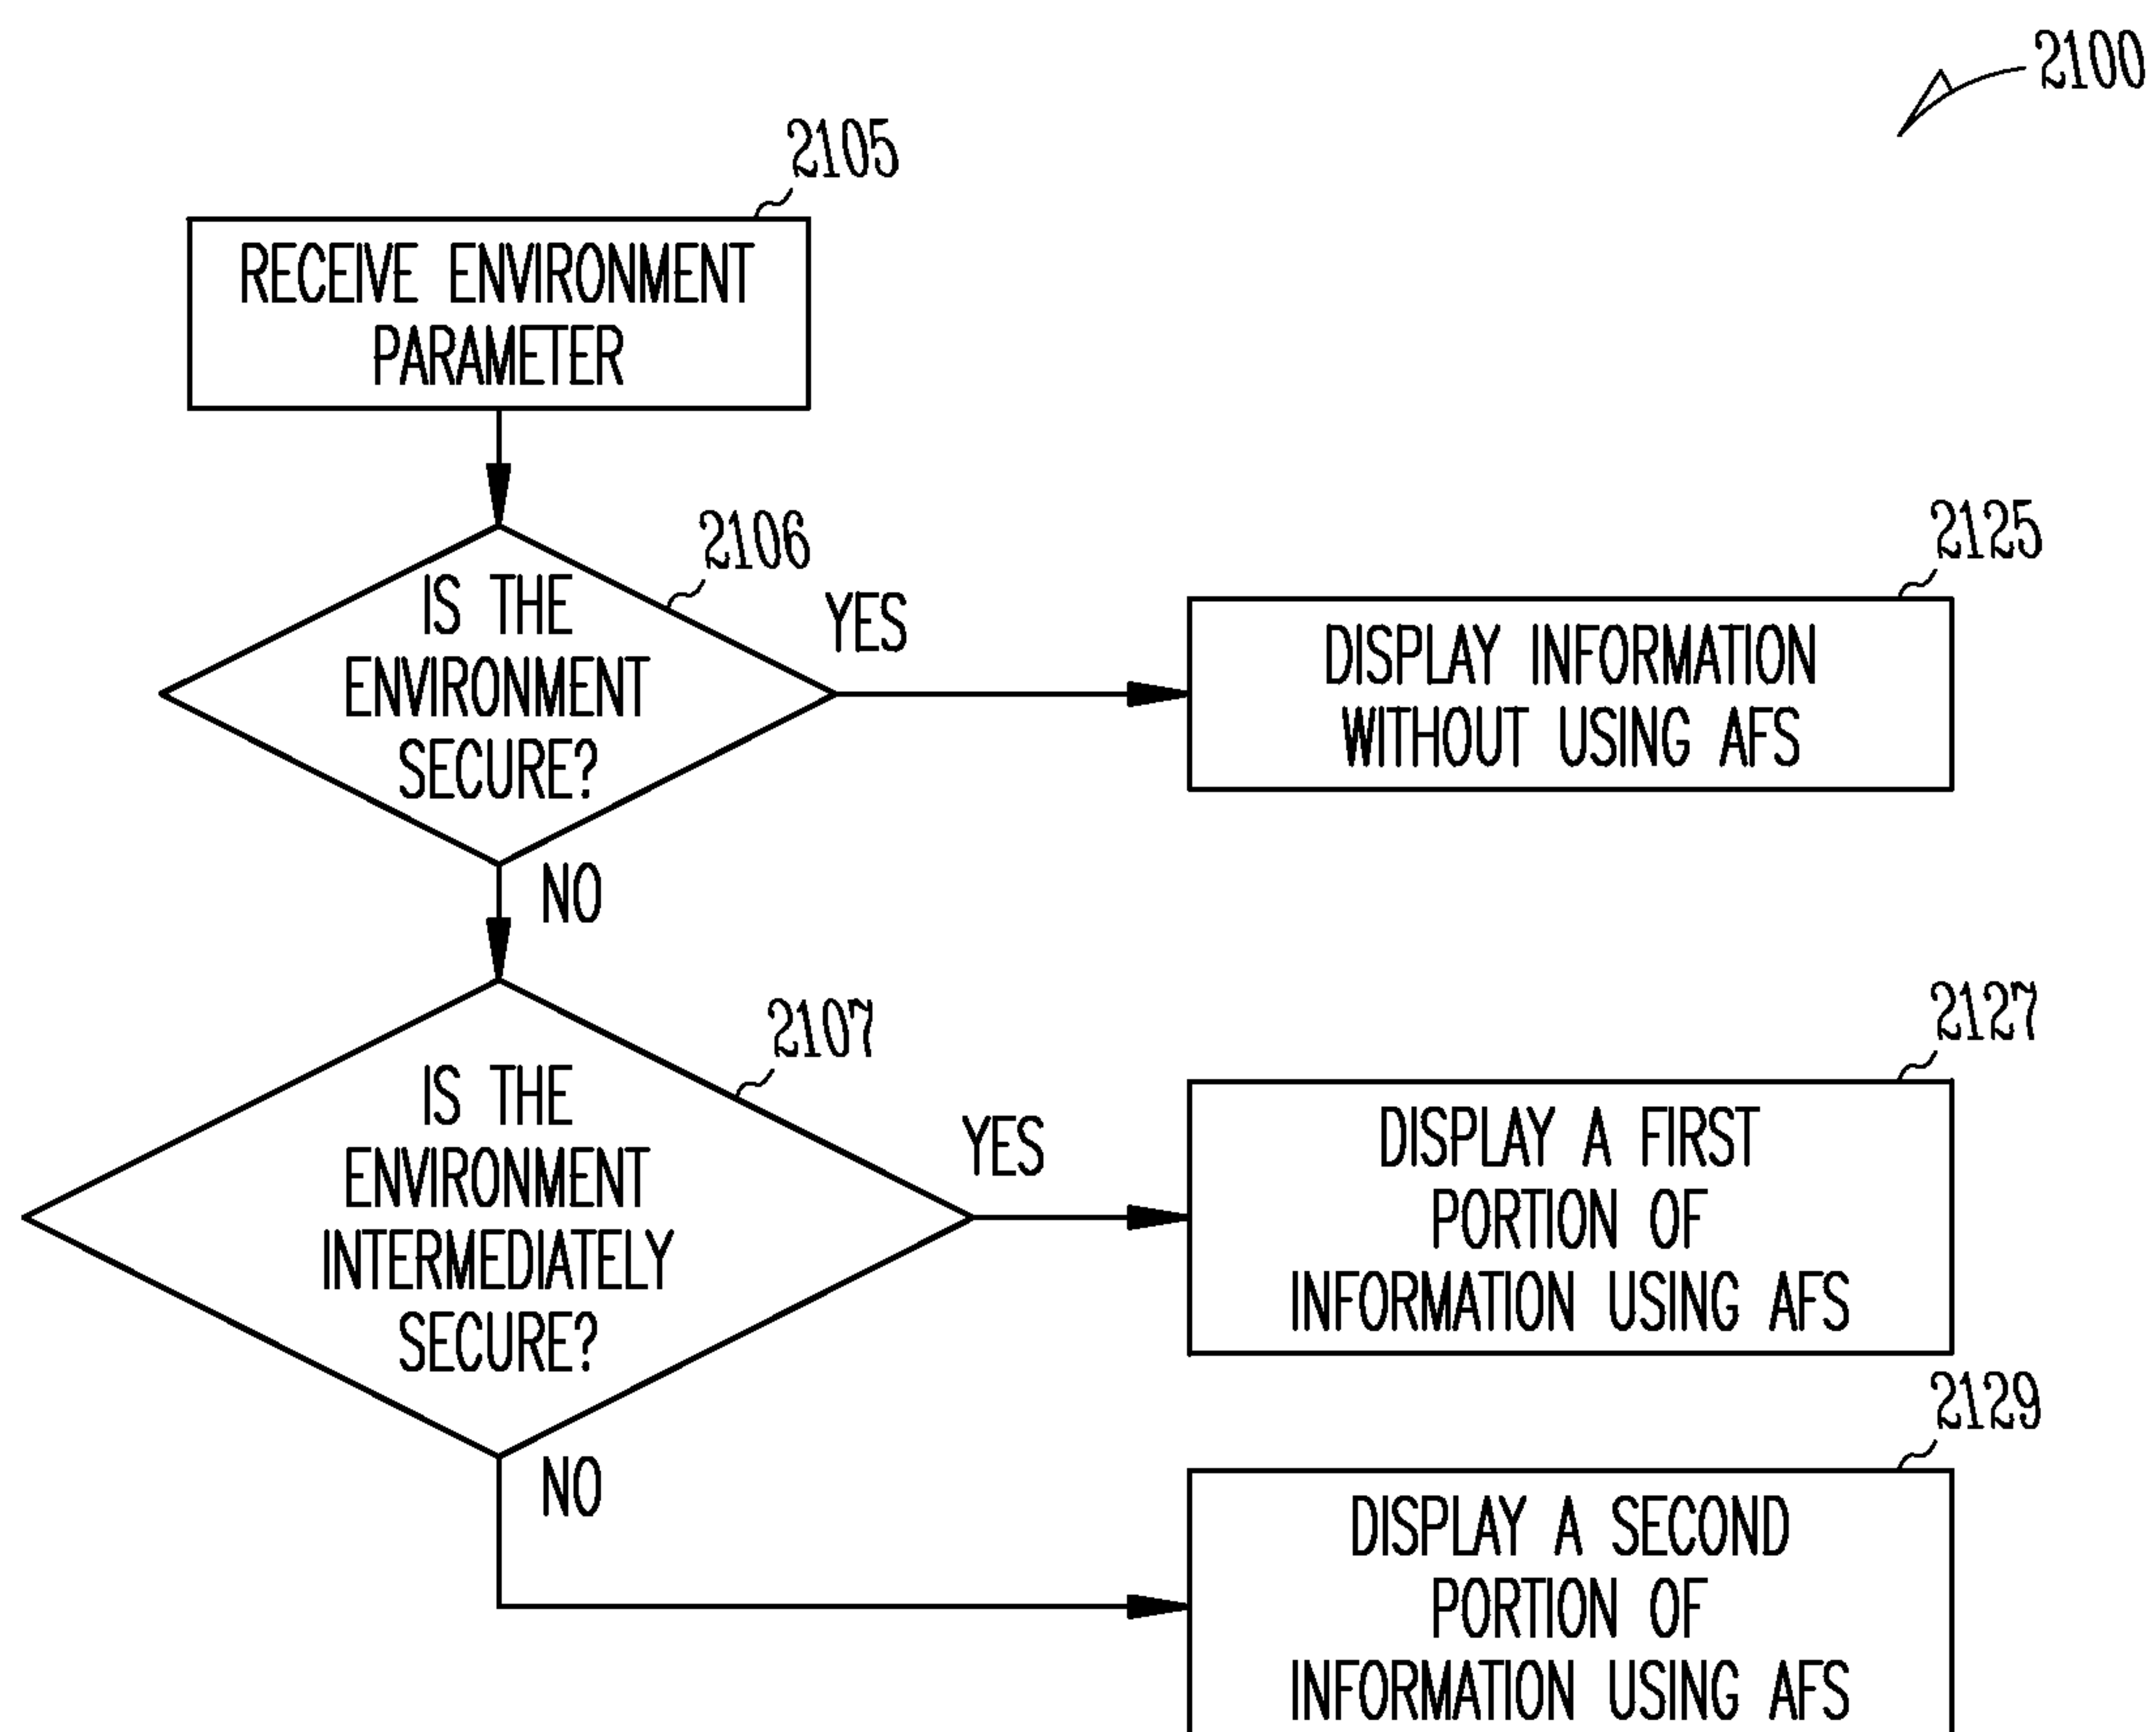 2100
2105
RECEIVE ENVIRONMENT
PARAMETER
2106
IS THE
ENVIRONMENT
SECURE?
YES
NO
2125
DISPLAY INFORMATION
WITHOUT USING AFS
2107
IS THE
ENVIRONMENT
INTERMEDIATELY
SECURE?
YES
NO
2127
DISPLAY A FIRST
PORTION OF
INFORMATION USING AFS
2129
DISPLAY A SECOND
PORTION OF
INFORMATION USING AFS